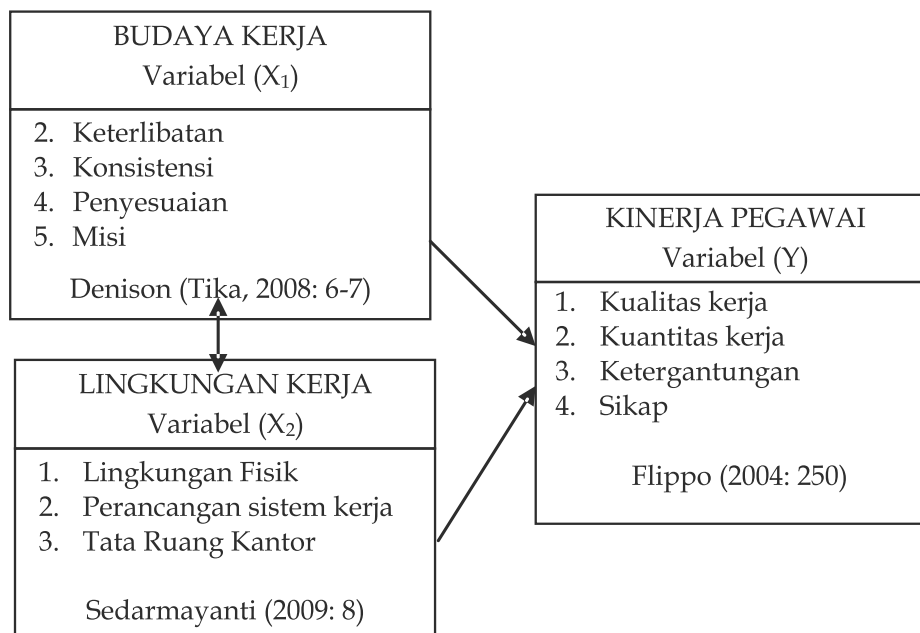 BUDAYA KERJA
Variabel (X₁)
2. Keterlibatan
3. Konsistensi
4. Penyesuaian
5. Misi
Denison (Tika, 2008: 6-7)
LINGKUNGAN KERJA
Variabel (X₂)
1. Lingkungan Fisik
2. Perancangan sistem kerja
3. Tata Ruang Kantor
Sedarmayanti (2009: 8)
KINERJA PEGAWAI
Variabel (Y)
1. Kualitas kerja
2. Kuantitas kerja
3. Ketergantungan
4. Sikap
Flippo (2004: 250)